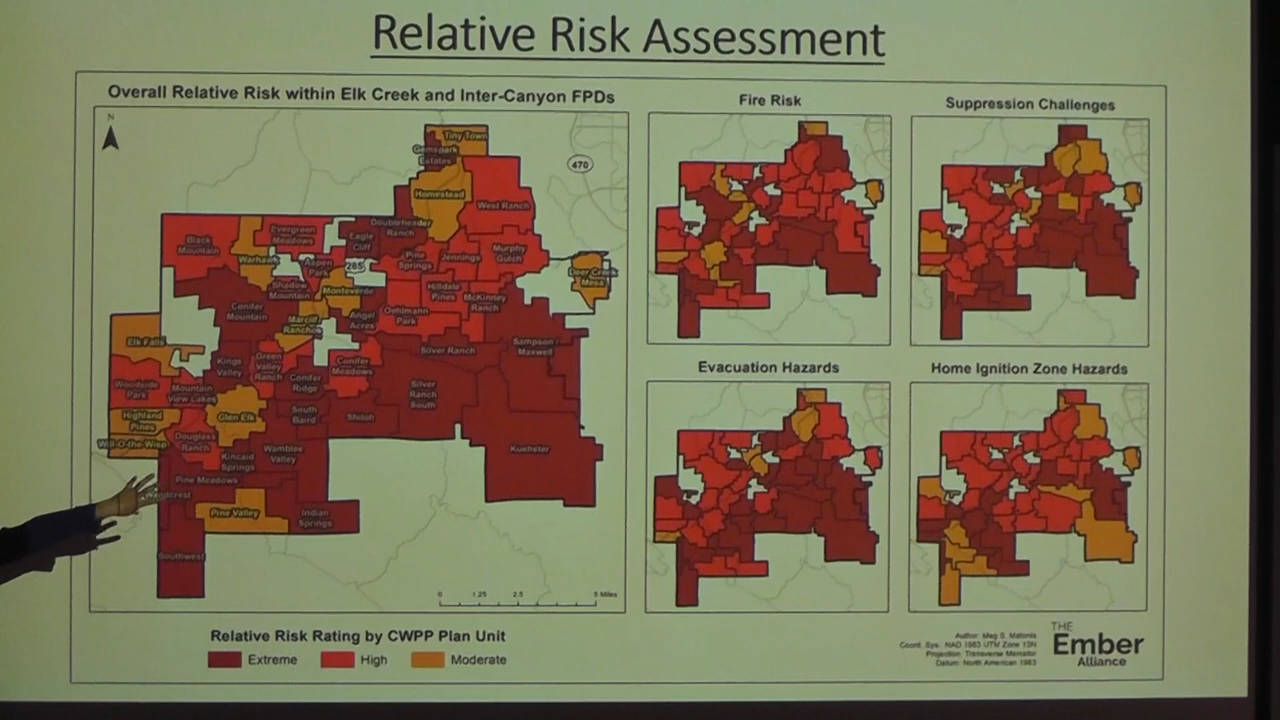 Relative Risk Assessment
Overall Relative Risk within Elk Creek and Inter-Canyon FPDs
N
470
Tiny Town
Gemspark
Estates
Homestead
West Ranch
Doubleheader
Ranch
Evergreen
Meadows
Eagle
Cliff
Black
Mountain
Warhawk
Aspen
Park
285
Pine
Springs
Jennings
Murphy
Gulch
Deer Creek
Mesa
Shadow
Mountain
Monteverde
Hilldale
Pines
McKinney
Ranch
Conifer
Mountain
Marcliff
Ranchos
Angel
Acres
Oehlmann
Park
Elk Falls
Kings
Valley
Green
Valley
Ranch
Conifer
Meadows
Silver Ranch
Sampson
Maxwell
Woodside
Park
Mountain
View Lakes
Conifer
Ridge
Silver
Ranch
South
Highland
Pines
Glen Elk
South
Baird
Shiloh
Will-O-the-Wisp
Douglass
Ranch
Kincaid
Springs
Wamblee
Valley
Kuehster
Pine Meadows
Woodcrest
Pine Valley
Indian
Springs
Southwest
0 1.25 2.5 5 Miles
Relative Risk Rating by CWPP Plan Unit
Extreme High Moderate
Fire Risk
Suppression Challenges
Evacuation Hazards
Home Ignition Zone Hazards
Author: Meg S. Matonis
Coord. Sys. NAD 1983 UTM Zone 13N
Projection: Transverse Mercator
Datum: North American 1983
THE
Ember
Alliance